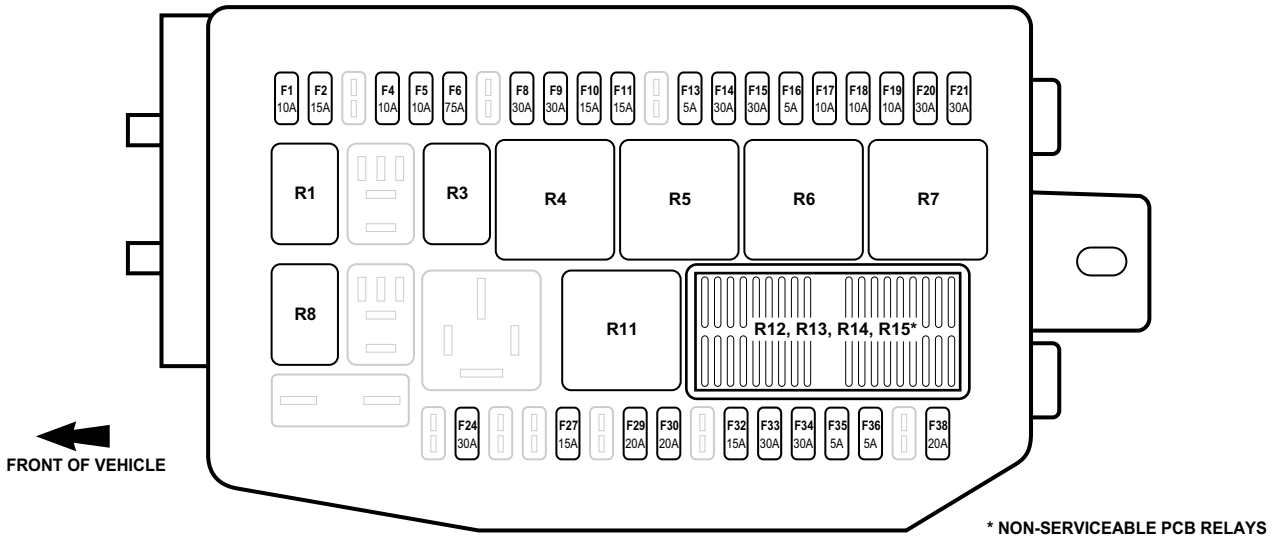 F1 F2 F4 F5 F6 F8 F9 F10 F11 F13 F14 F15 F16 F17 F18 F19 F20 F21
10A 15A 10A 10A 75A 30A 30A 15A 15A 5A 30A 30A 5A 10A 10A 10A 30A 30A
R1 R3 R4 R5 R6 R7
R8 R11 R12, R13, R14, R15*
F24 F27 F29 F30 F32 F33 F34 F35 F36 F38
30A 15A 20A 20A 15A 30A 30A 5A 5A 20A
FRONT OF VEHICLE
* NON-SERVICEABLE PCB RELAYS